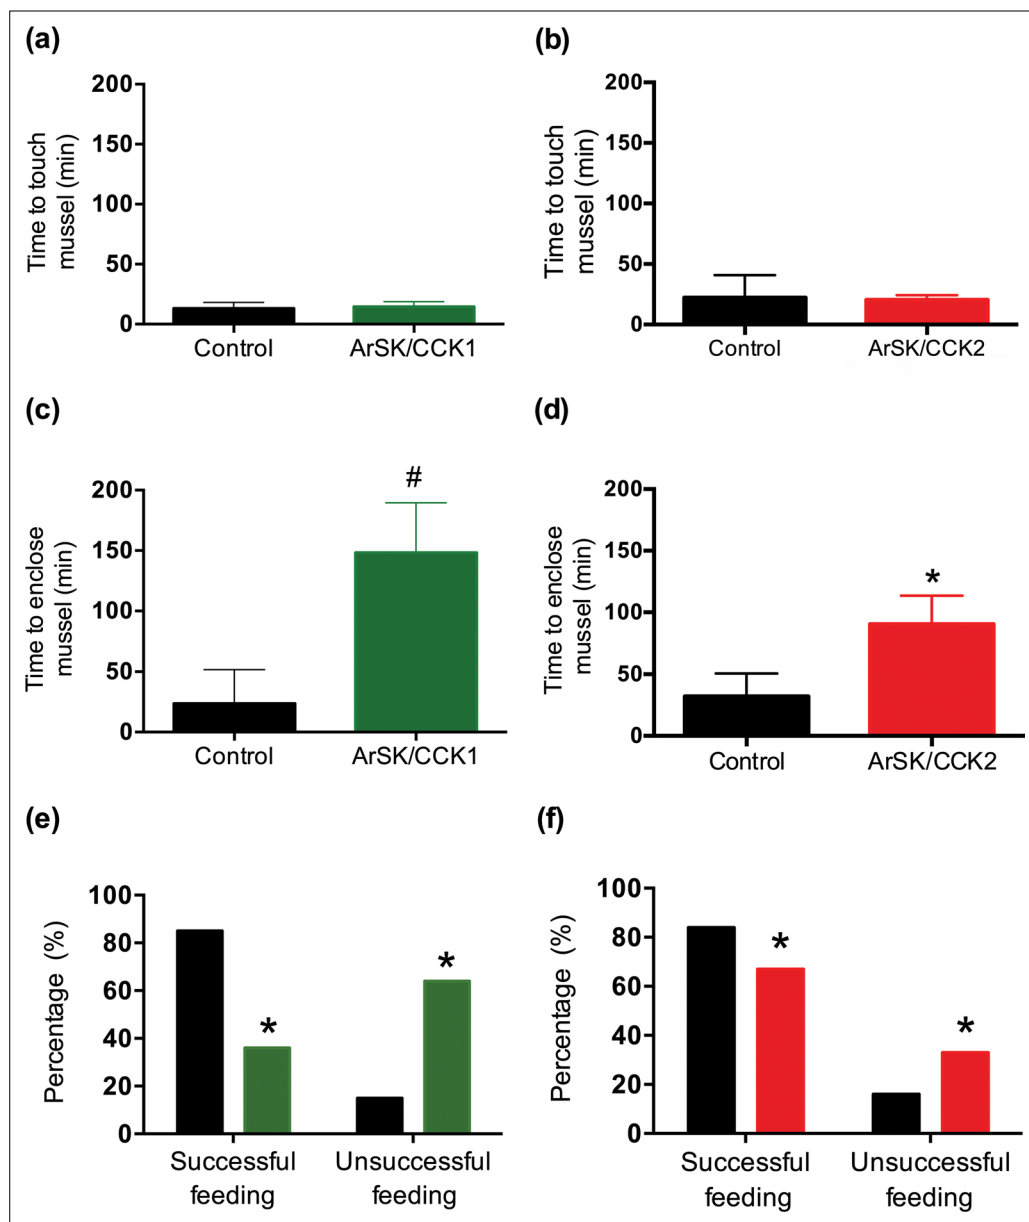 (a)
Time to touch
mussel (min)
200
150
100
50
0
Control
ArSK/CCK1
(b)
Time to touch
mussel (min)
200
150
100
50
0
Control
ArSK/CCK2
(c)
Time to enclose
mussel (min)
200
150
100
50
0
#
Control
ArSK/CCK1
(d)
Time to enclose
mussel (min)
200
150
100
50
0
*
Control
ArSK/CCK2
(e)
Percentage (%)
100
80
60
40
20
0
*
*
Successful
feeding
Unsuccessful
feeding
(f)
Percentage (%)
100
80
60
40
20
0
*
*
Successful
feeding
Unsuccessful
feeding